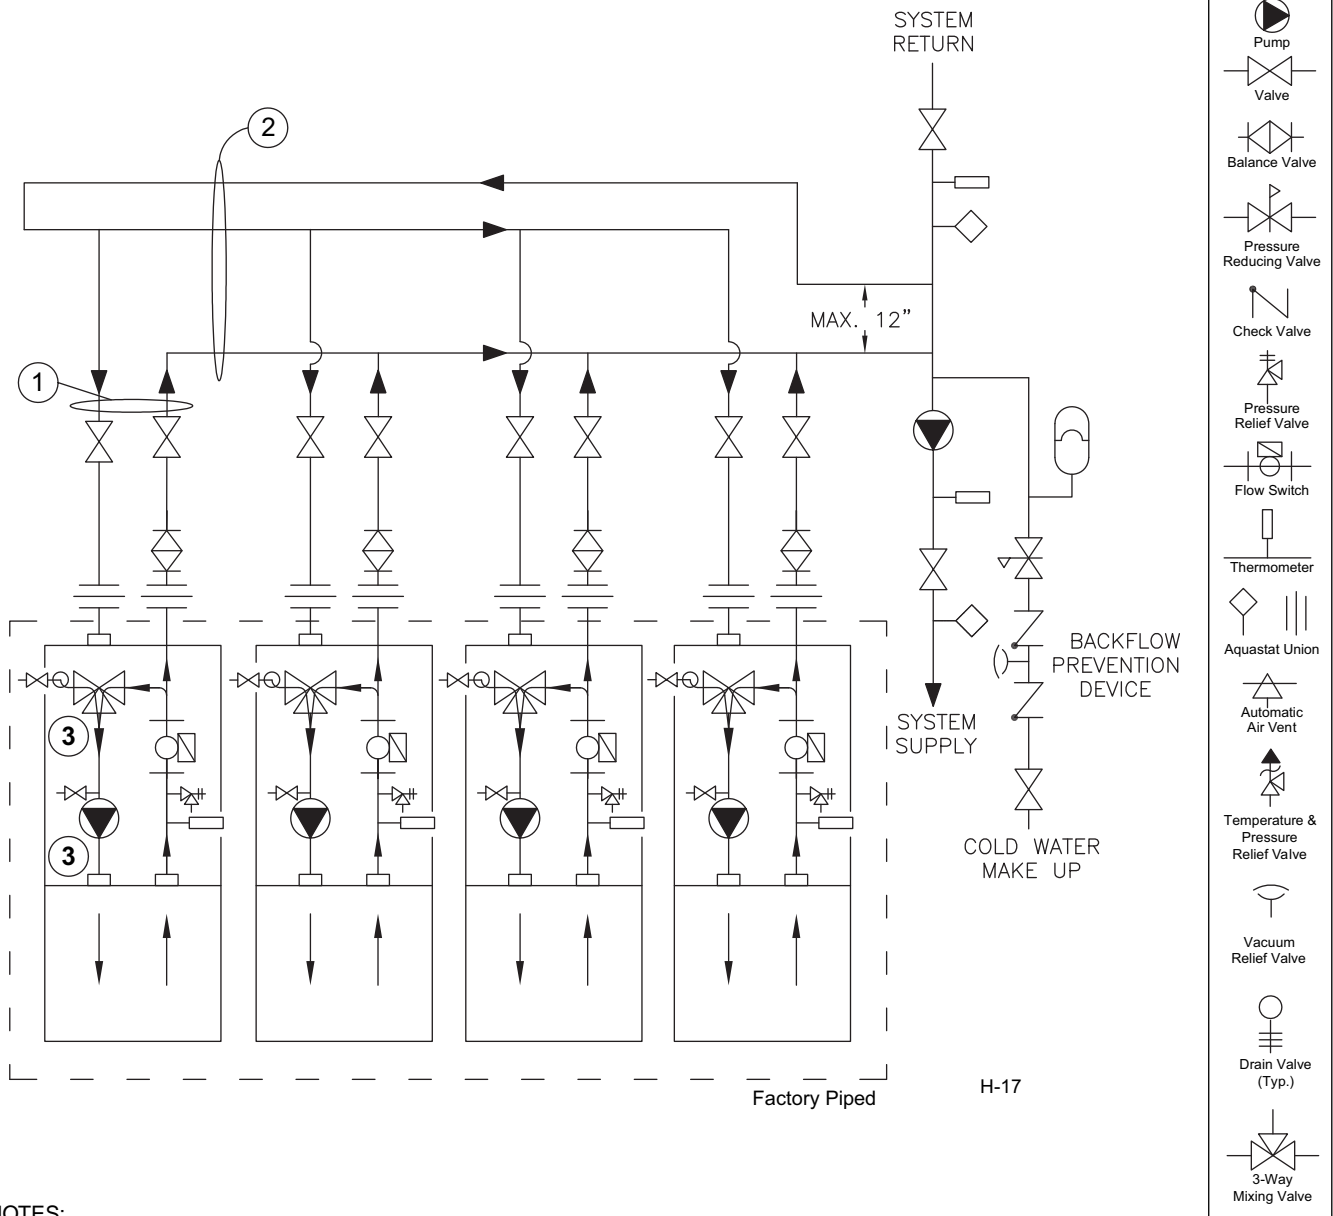 SYSTEM
RETURN
2
MAX. 12”
1
BACKFLOW
PREVENTION
DEVICE
SYSTEM
SUPPLY
3
3
3
3
COLD WATER
MAKE UP
Factory Piped
H-17
NOTES:
Pump
Valve
Balance Valve
Pressure
Reducing Valve
Check Valve
Pressure
Relief Valve
Flow Switch
Thermometer
Aquastat Union
Automatic
Air Vent
Temperature &
Pressure
Relief Valve
Vacuum
Relief Valve
Drain Valve
(Typ.)
3-Way
Mixing Valve